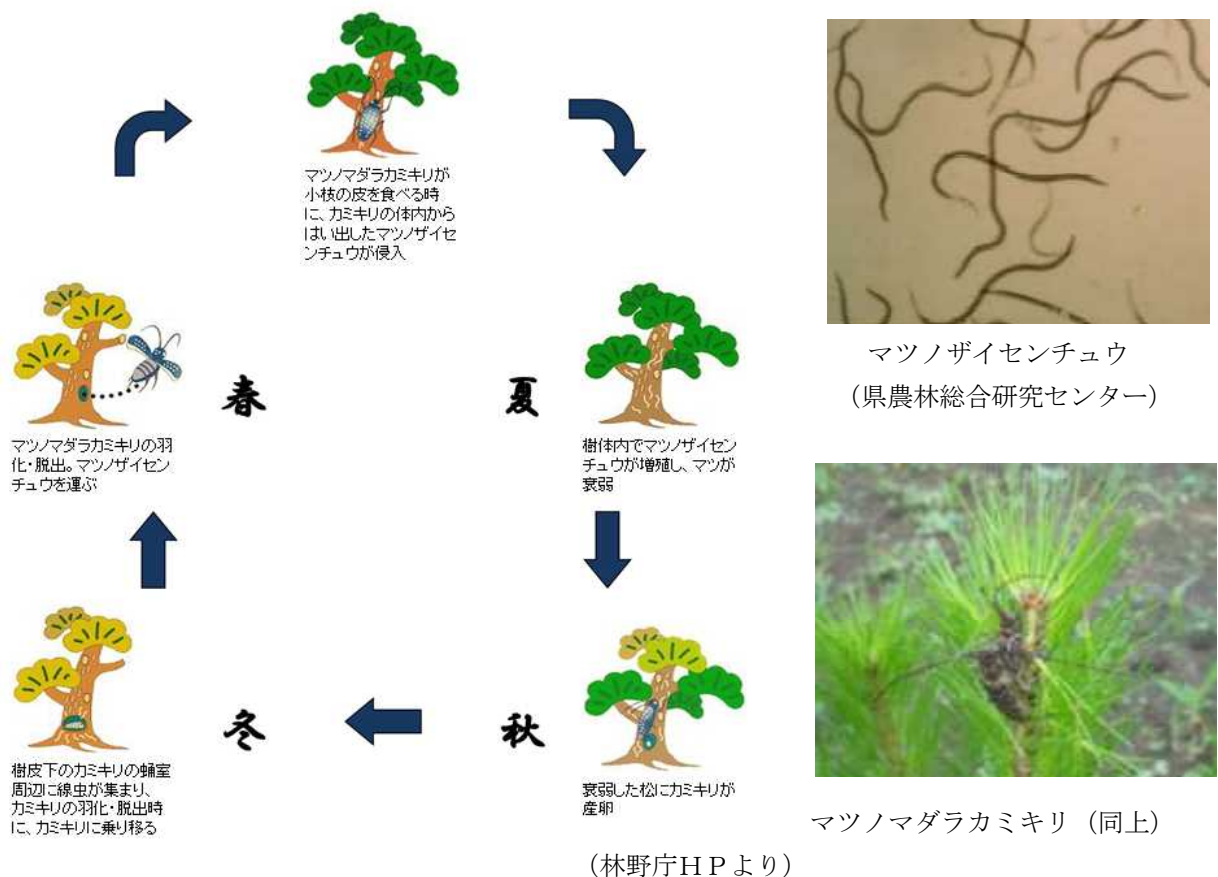 マツノマダラカミキリが
小枝の皮を食べる時
に、カミキリの体内から
はい出したマツノザイセ
ンチュウが侵入
マツノマダラカミキリの羽
化・脱出。マツノザイセン
チュウを運ぶ
春
夏
樹体内でマツノザイセン
チュウが増殖し、マツが
衰弱
樹皮下のカミキリの蛹室
周辺に線虫が集まり、
カミキリの羽化・脱出時
に、カミキリに乗り移る
冬
秋
衰弱した松にカミキリが
産卵
（林野庁ＨＰより）
マツノザイセンチュウ
（県農林総合研究センター）
マツノマダラカミキリ（同上）